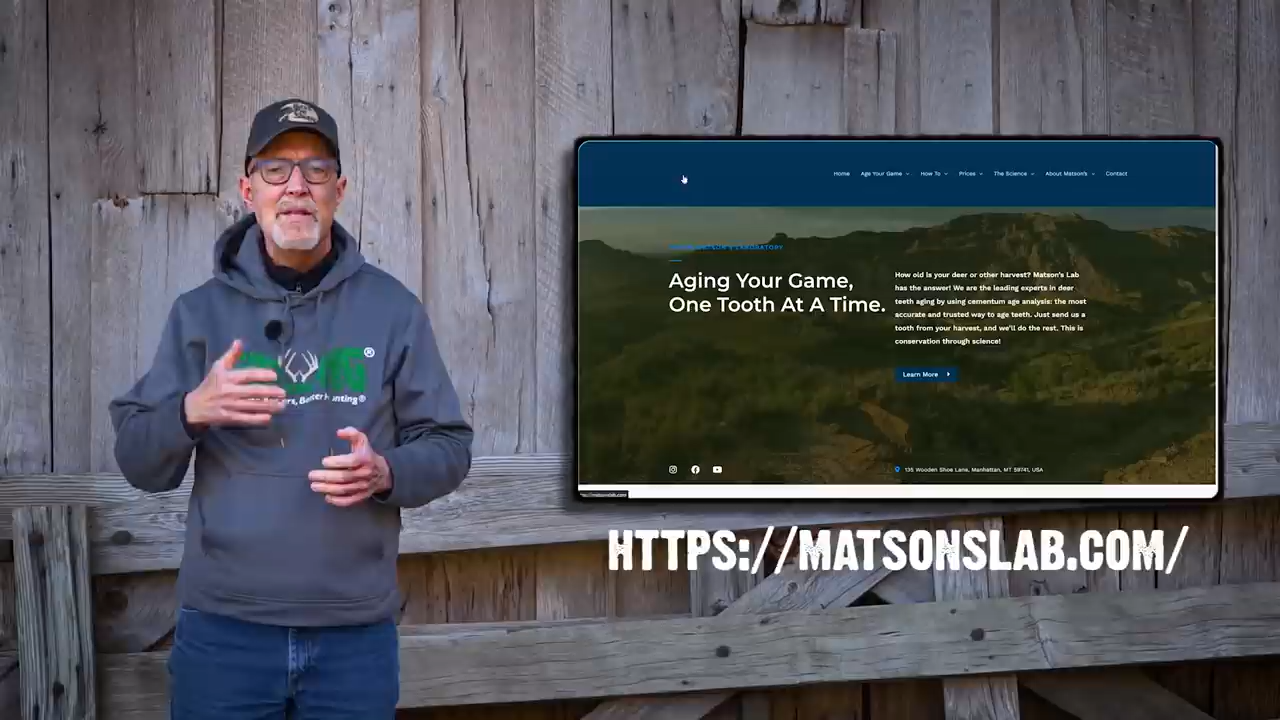 Home Age Your Game How To Prices The Science About Matson's Contact
Aging Your Game,
One Tooth At A Time.
How old is your deer or other harvest? Matson's Lab
has the answer! We are the leading experts in deer
teeth aging by using cementum age analysis: the most
accurate and trusted way to age teeth. Just send us a
tooth from your harvest, and we'll do the rest. This is
conservation through science!
Learn More
135 Wooden Shoe Lane, Manhattan, MT 59741, USA
HTTPS://MATSONSLAB.COM/